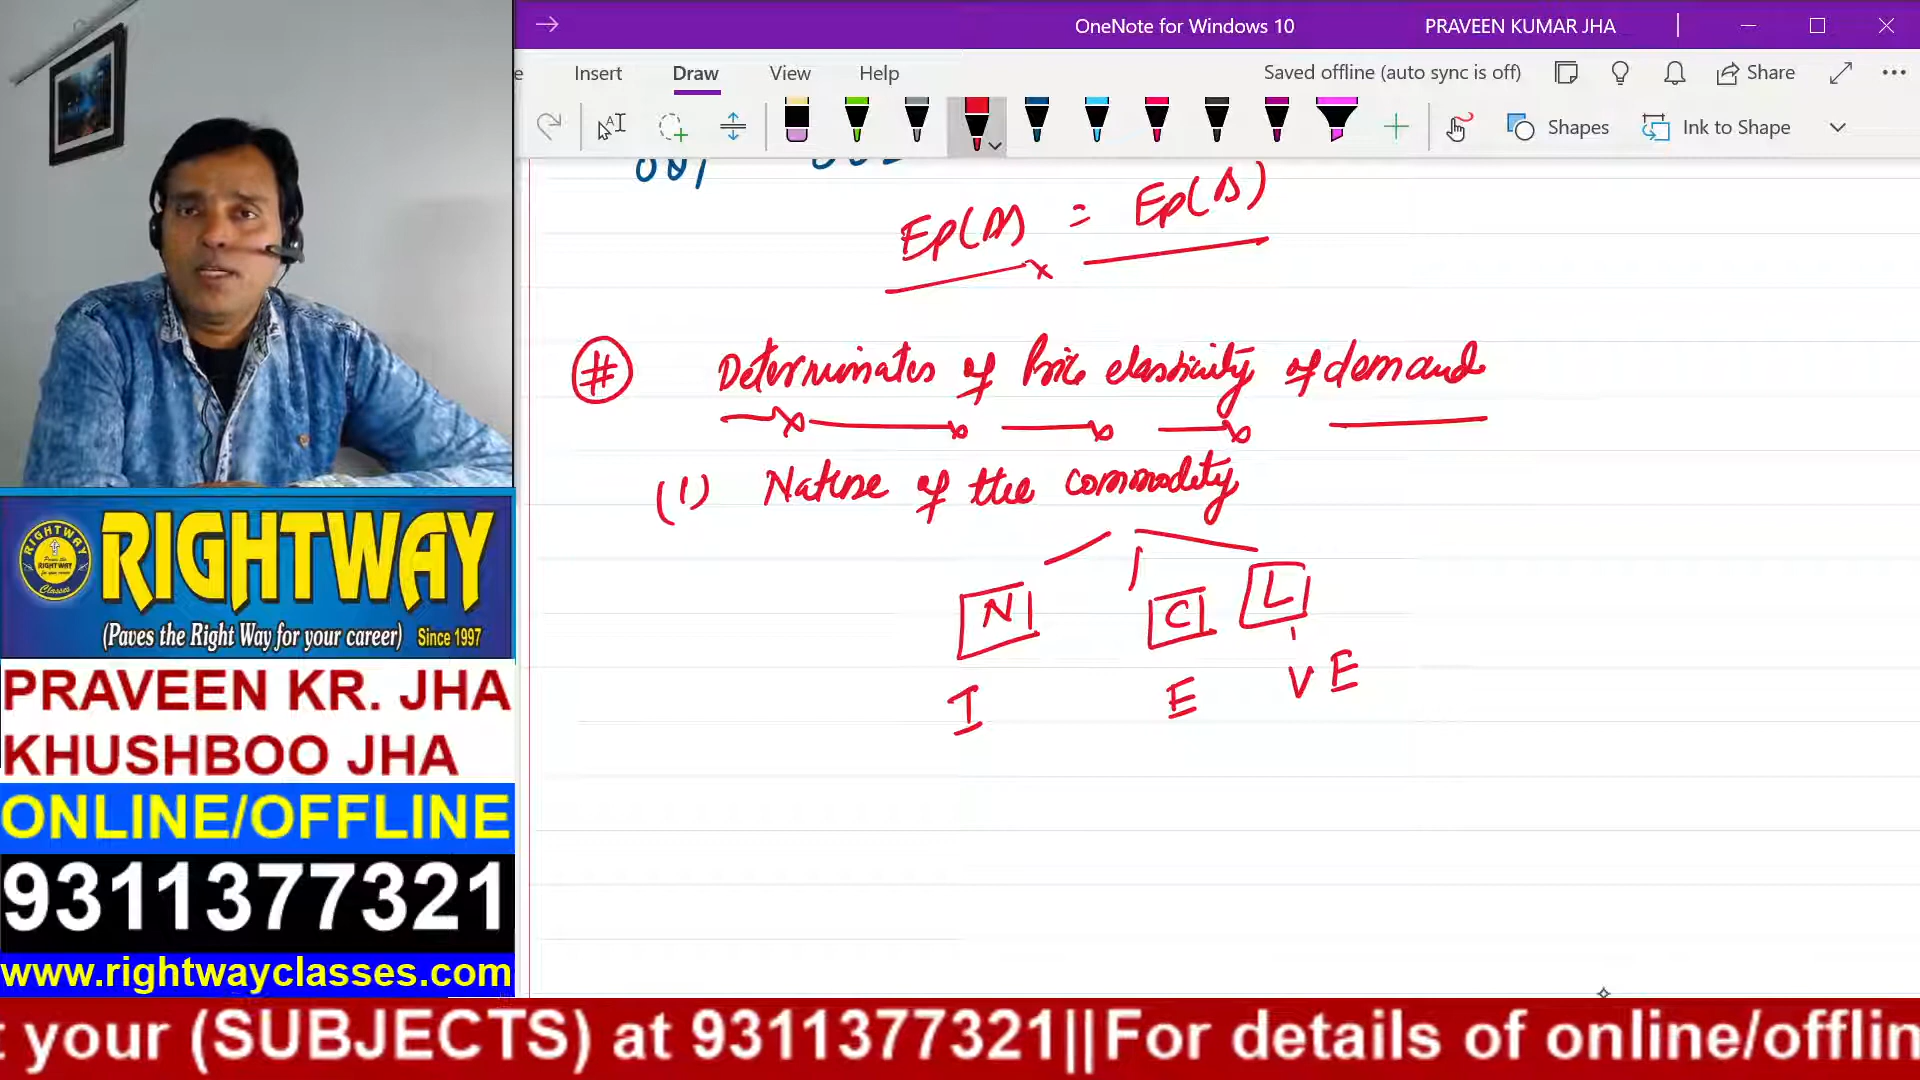 OneNote for Windows 10
PRAVEEN KUMAR JHA
Insert
Draw
View
Help
Saved offline (auto sync is off)
Share
Shapes
Ink to Shape
Ep(A) = Ep(B)
# Determinates of Price elasticity of demand
(1) Nature of the commodity
N C L
I E VE
RIGHTWAY
Classes
RIGHTWAY
(Paves the Right Way for your career) Since 1997
PRAVEEN KR. JHA
KHUSHBOO JHA
ONLINE/OFFLINE
9311377321
www.rightwayclasses.com
t your (SUBJECTS) at 9311377321||For details of online/offlin